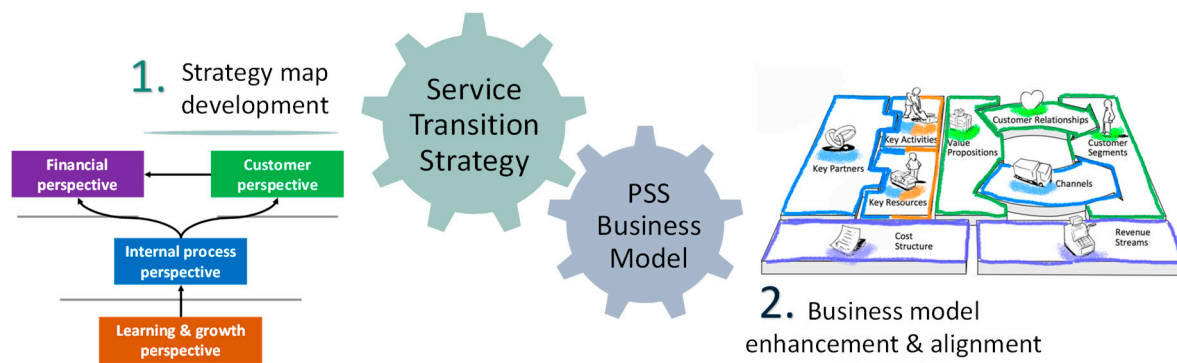 1. Strategy map
development
Financial
perspective
Customer
perspective
Internal process
perspective
Learning & growth
perspective
Service
Transition
Strategy
PSS
Business
Model
Key Partners
Key Activities
Key Resources
Value
Propositions
Customer Relationships
Customer
Segments
Channels
Cost
Structure
Revenue
Streams
2. Business model
enhancement & alignment